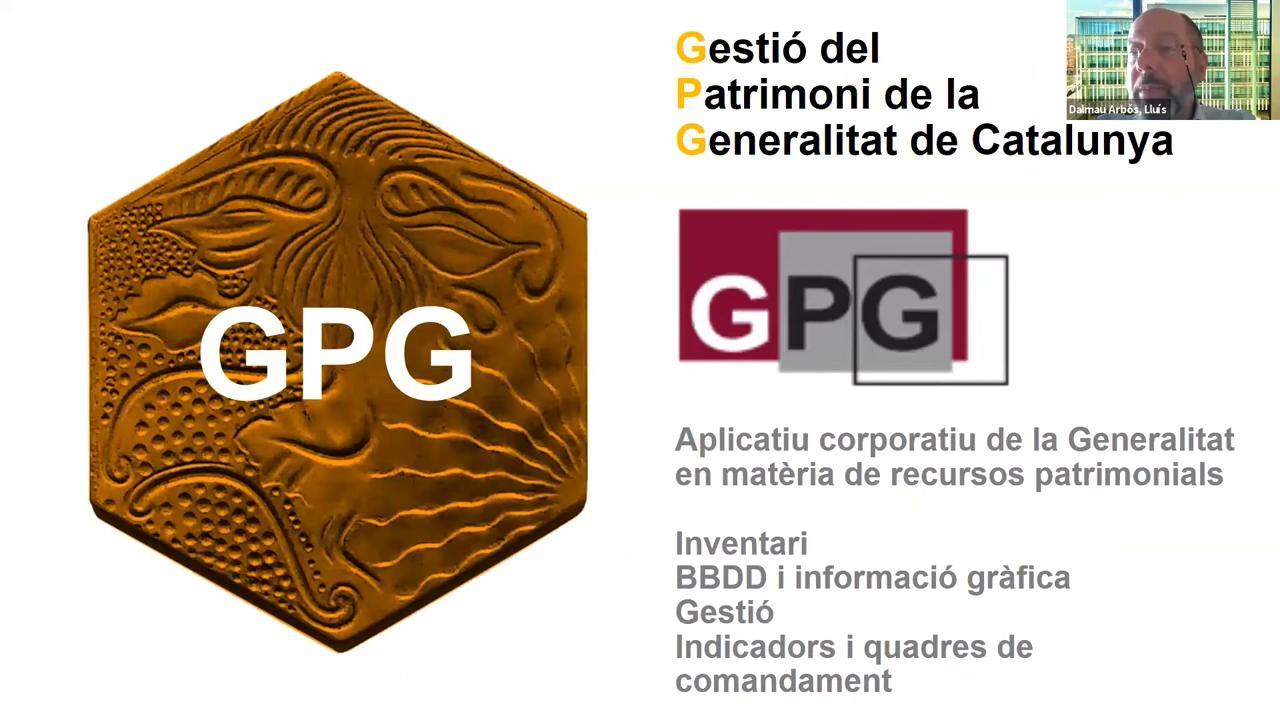 Gestió del
Patrimoni de la
Generalitat de Catalunya
Dalmau Arbós, Lluís
GPG
GPG
Aplicatiu corporatiu de la Generalitat
en matèria de recursos patrimonials
Inventari
BBDD i informació gràfica
Gestió
Indicadors i quadres de
comandament